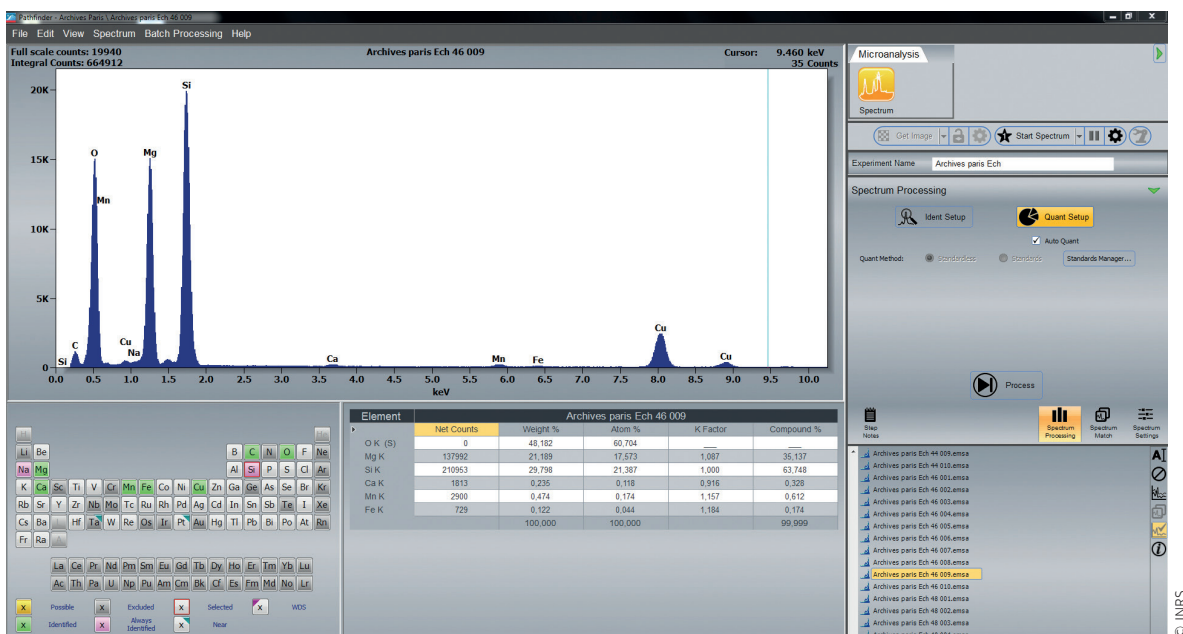 Pathfinder - Archives Paris \ Archives paris Ech 46 009
File Edit View Spectrum Batch Processing Help
Full scale counts: 19940
Integral Counts: 664912
Archives paris Ech 46 009
Cursor: 9.460 keV
35 Counts
20K
15K
10K
5K
0
Si
C
O
Mn
Cu
Na
Mg
Si
Ca
Mn
Fe
Cu
Cu
0.0 0.5 1.0 1.5 2.0 2.5 3.0 3.5 4.0 4.5 5.0 5.5 6.0 6.5 7.0 7.5 8.0 8.5 9.0 9.5 10.0
keV
Microanalysis
Spectrum
Get Image
Start Spectrum
Experiment Name Archives paris Ech
Spectrum Processing
Ident Setup
Quant Setup
Auto Quant
Quant Method: Standardless Standards Standards Manager...
Process
Step Notes
Spectrum Processing
Spectrum Match
Spectrum Settings
H He
Li Be B C N O F Ne
Na Mg Al Si P S Cl Ar
K Ca Sc Ti V Cr Mn Fe Co Ni Cu Zn Ga Ge As Se Br Kr
Rb Sr Y Zr Nb Mo Tc Ru Rh Pd Ag Cd In Sn Sb Te I Xe
Cs Ba Hf Ta W Re Os Ir Pt Au Hg Tl Pb Bi Po At Rn
Fr Ra
La Ce Pr Nd Pm Sm Eu Gd Tb Dy Ho Er Tm Yb Lu
Ac Th Pa U Np Pu Am Cm Bk Cf Es Fm Md No Lr
X Possible X Excluded X Selected X WDS
X Identified X Always Identified X Near
Element Archives paris Ech 46 009
Net Counts Weight % Atom % K Factor Compound %
O K (S) 0 48,182 60,704 ___ ___
Mg K 137992 21,189 17,573 1,087 35,137
Si K 210953 29,798 21,387 1,000 63,748
Ca K 1813 0,235 0,118 0,916 0,328
Mn K 2900 0,474 0,174 1,157 0,612
Fe K 729 0,122 0,044 1,184 0,174
100,000 100,000 99,999
Archives paris Ech 44 009.emsa
Archives paris Ech 44 010.emsa
Archives paris Ech 46 001.emsa
Archives paris Ech 46 002.emsa
Archives paris Ech 46 003.emsa
Archives paris Ech 46 004.emsa
Archives paris Ech 46 005.emsa
Archives paris Ech 46 006.emsa
Archives paris Ech 46 007.emsa
Archives paris Ech 46 008.emsa
Archives paris Ech 46 009.emsa
Archives paris Ech 46 010.emsa
Archives paris Ech 48 001.emsa
Archives paris Ech 48 002.emsa
Archives paris Ech 48 003.emsa
© INRS